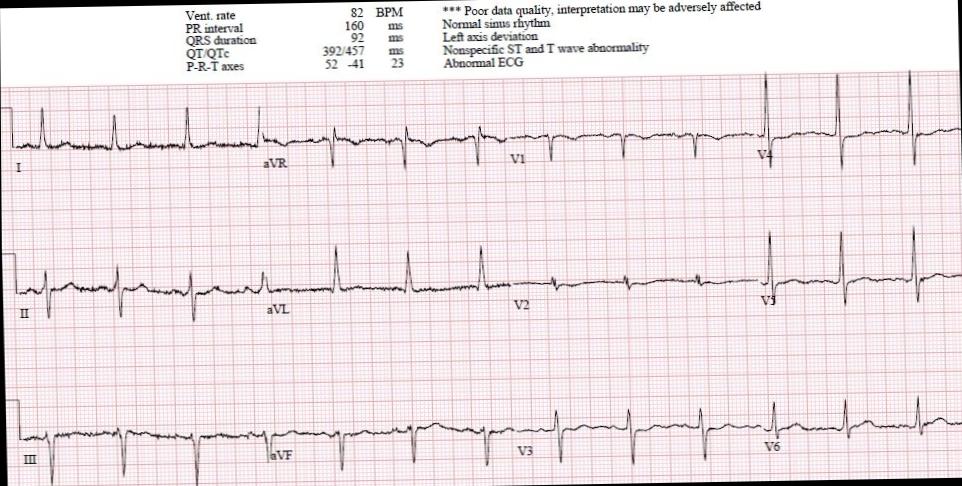 Vent. rate 82 BPM
PR interval 160 ms
QRS duration 92 ms
QT/QTc 392/457 ms
P-R-T axes 52 -41 23
*** Poor data quality, interpretation may be adversely affected
Normal sinus rhythm
Left axis deviation
Nonspecific ST and T wave abnormality
Abnormal ECG
I aVR V1 V4
II aVL V2 V5
III aVF V3 V6